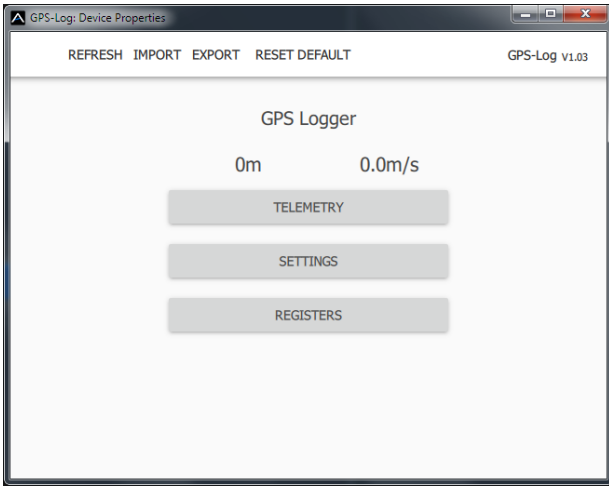 GPS-Log: Device Properties
REFRESH IMPORT EXPORT RESET DEFAULT GPS-Log V1.03
GPS Logger
0m 0.0m/s
TELEMETRY
SETTINGS
REGISTERS